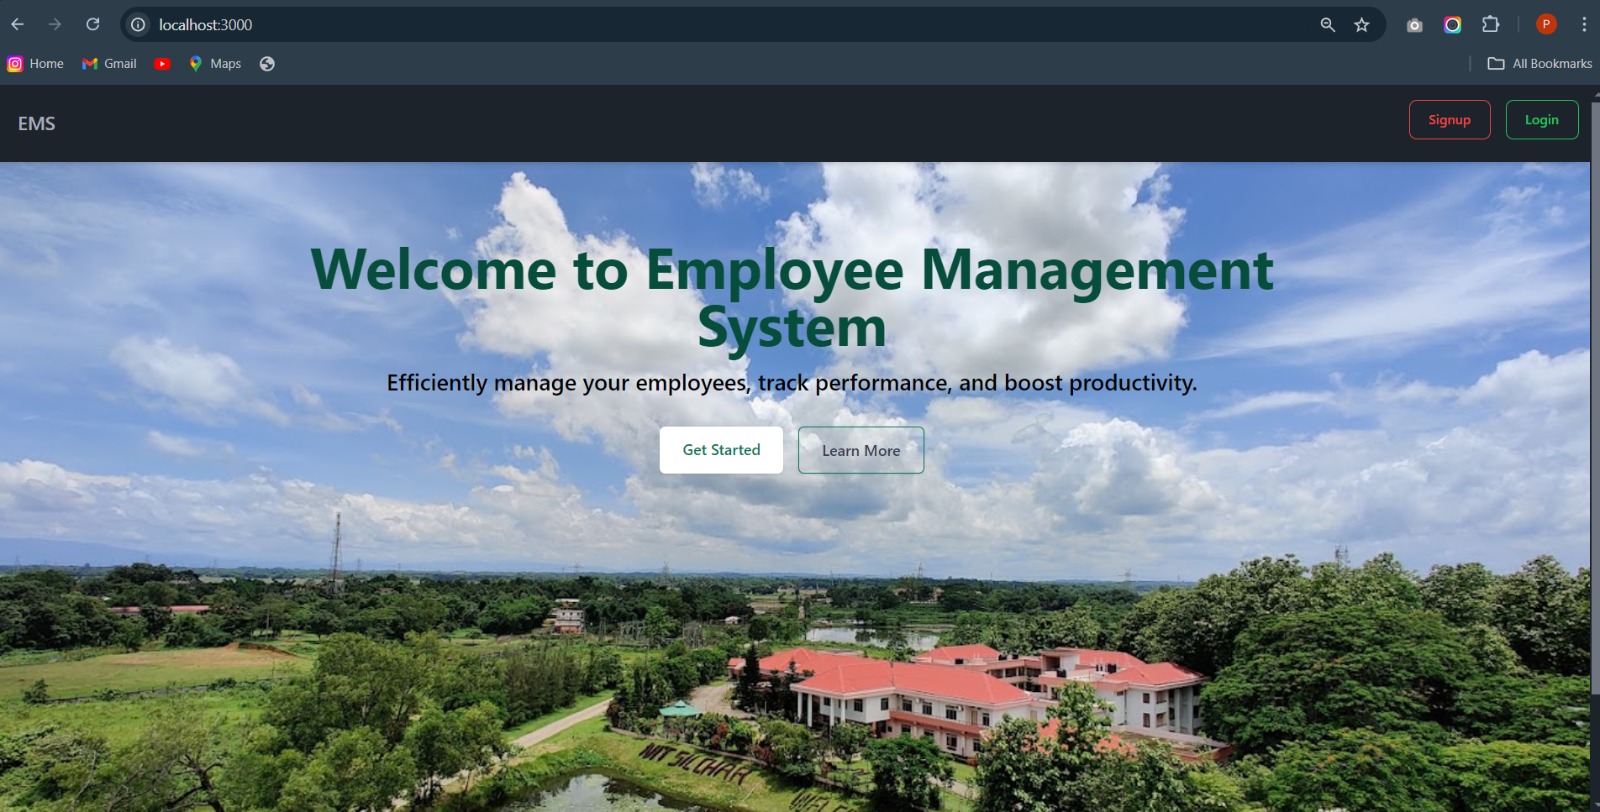 localhost:3000
P
Home Gmail Maps All Bookmarks
EMS Signup Login
Welcome to Employee Management
System
Efficiently manage your employees, track performance, and boost productivity.
Get Started Learn More
NIT SILCHAR